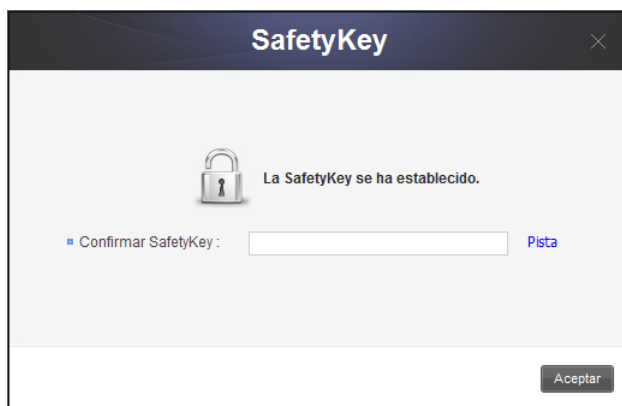 SafetyKey
La SafetyKey se ha establecido.
Confirmar SafetyKey : Pista
Aceptar